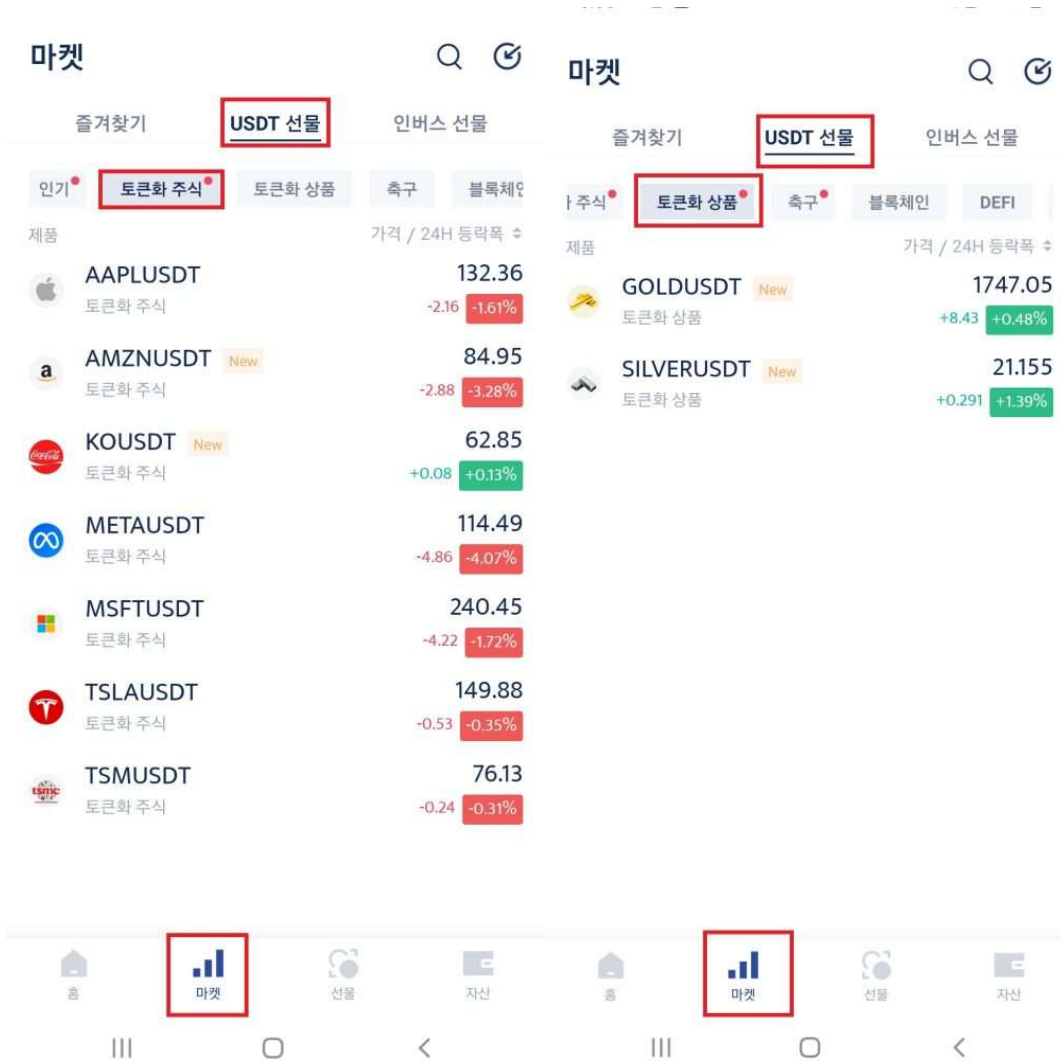 마켓
즐겨찾기 USDT 선물 인버스 선물
인기 토큰화 주식 토큰화 상품 축구 블록체인
제품 가격 / 24H 등락폭
AAPLUSDT 132.36
토큰화 주식 -2.16 -1.61%
a AMZNUSDT New 84.95
토큰화 주식 -2.88 -3.28%
Coca-Cola KOUSDT New 62.85
토큰화 주식 +0.08 +0.13%
METAUSDT 114.49
토큰화 주식 -4.86 -4.07%
MSFTUSDT 240.45
토큰화 주식 -4.22 -1.72%
TSLAUSDT 149.88
토큰화 주식 -0.53 -0.35%
tsmc TSMUSDT 76.13
토큰화 주식 -0.24 -0.31%
홈 마켓 선물 자산
마켓
즐겨찾기 USDT 선물 인버스 선물
주식 토큰화 상품 축구 블록체인 DEFI
제품 가격 / 24H 등락폭
GOLDUSDT New 1747.05
토큰화 상품 +8.43 +0.48%
SILVERUSDT New 21.155
토큰화 상품 +0.291 +1.39%
홈 마켓 선물 자산